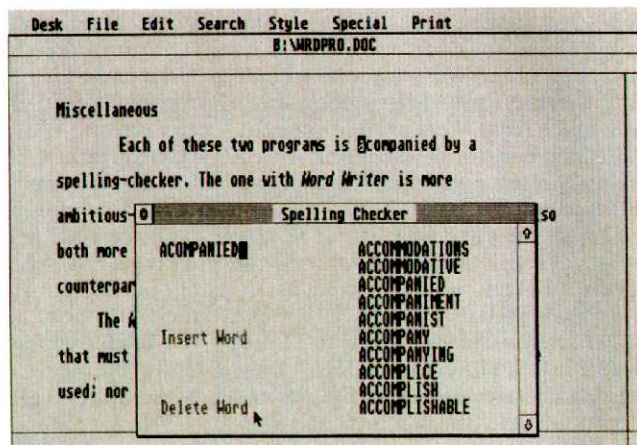 Desk File Edit Search Style Special Print
B:\WRDPRO.DOC
Miscellaneous
Each of these two programs is acompanied by a
spelling-checker. The one with Word Writer is more
ambitious- so
Spelling Checker
both more
ACOMPANIED
counterpar
The
that must
used; nor
Insert Word
Delete Word
ACCOMMODATIONS
ACCOMMODATIVE
ACCOMPANIED
ACCOMPANIMENT
ACCOMPANIST
ACCOMPANY
ACCOMPANYING
ACCOMPLICE
ACCOMPLISH
ACCOMPLISHABLE